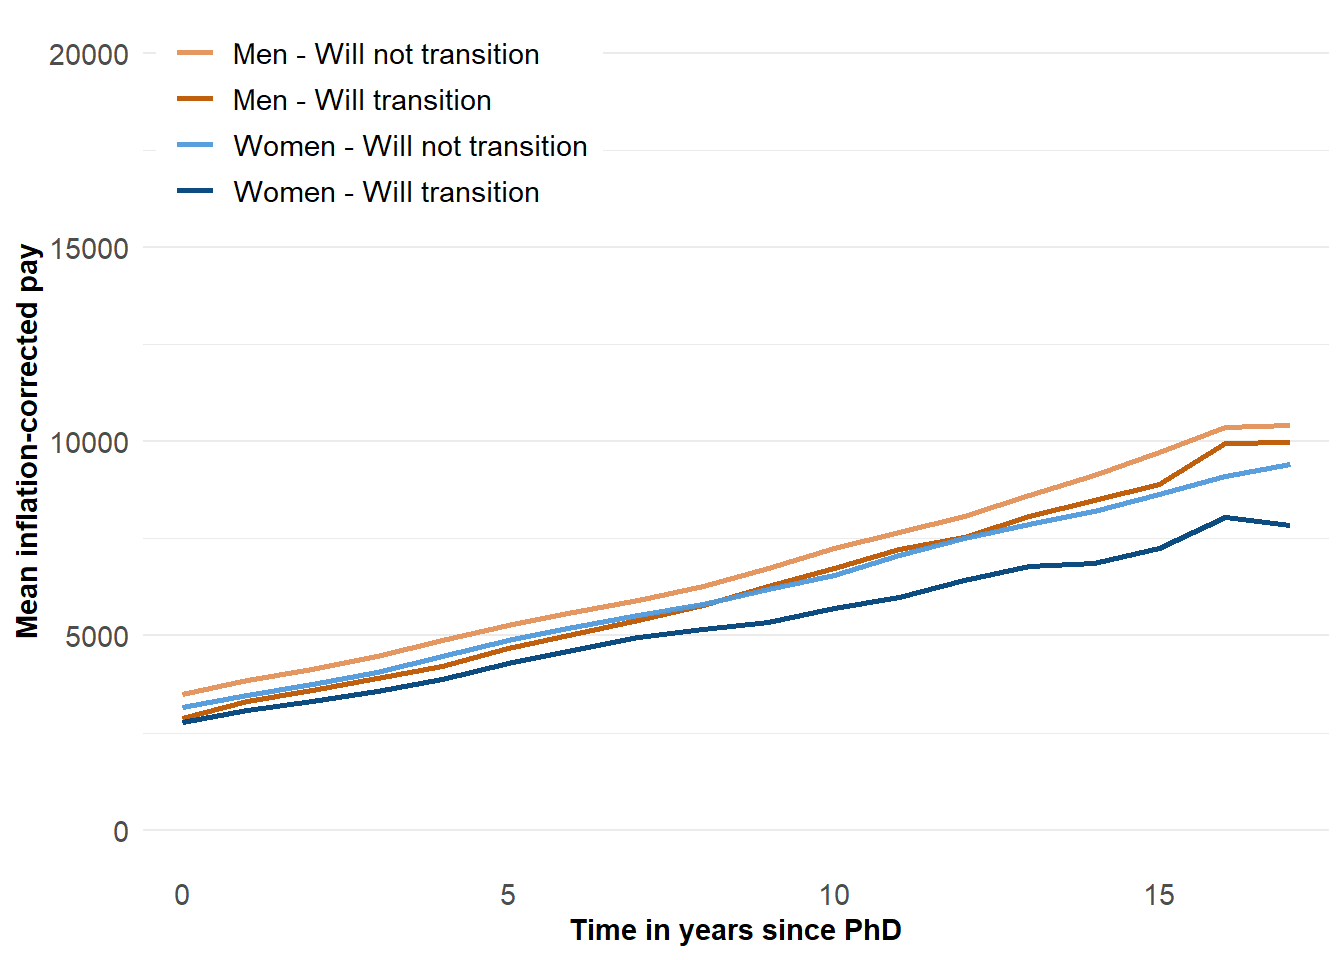 20000
15000
10000
5000
0
Mean inflation-corrected pay
Men - Will not transition
Men - Will transition
Women - Will not transition
Women - Will transition
0 5 10 15
Time in years since PhD